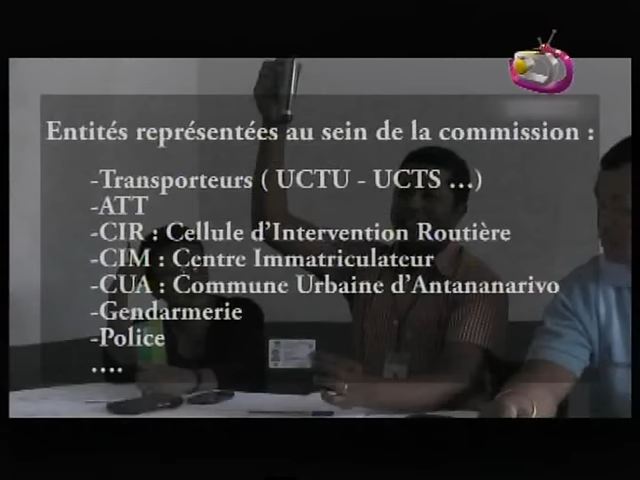 Entités représentées au sein de la commission :
-Transporteurs ( UCTU - UCTS ...)
-ATT
-CIR : Cellule d'Intervention Routière
-CIM : Centre Immatriculateur
-CUA : Commune Urbaine d'Antananarivo
-Gendarmerie
-Police
....